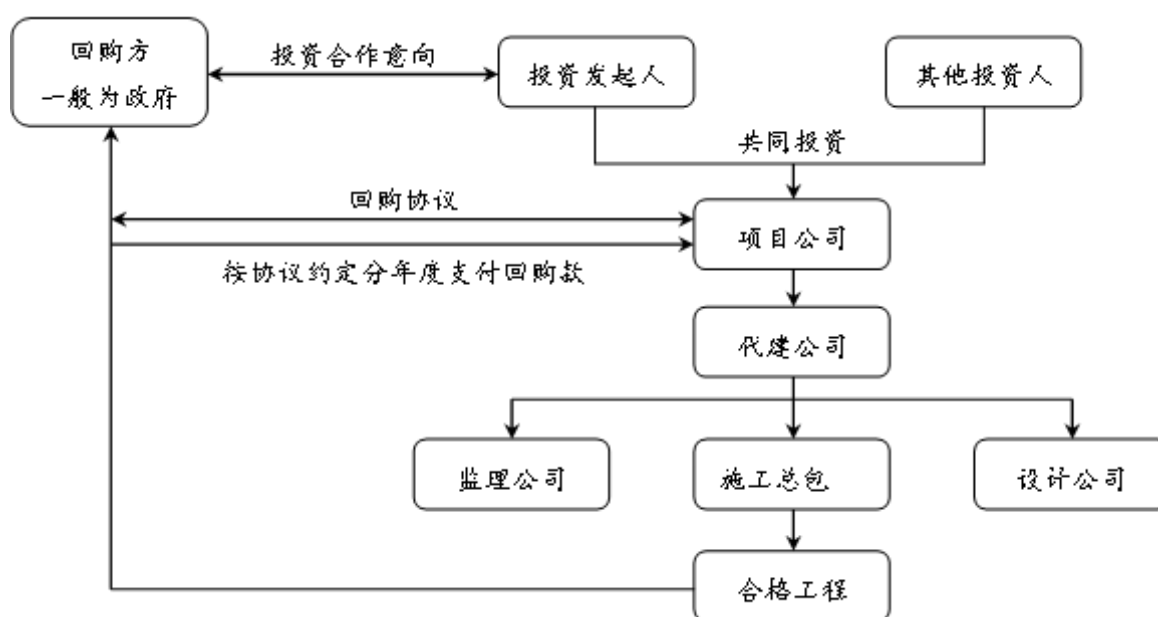 回购方
一般为政府
投资合作意向
投资发起人
其他投资人
共同投资
回购协议
项目公司
按协议约定分年度支付回购款
代建公司
监理公司
施工总包
设计公司
合格工程